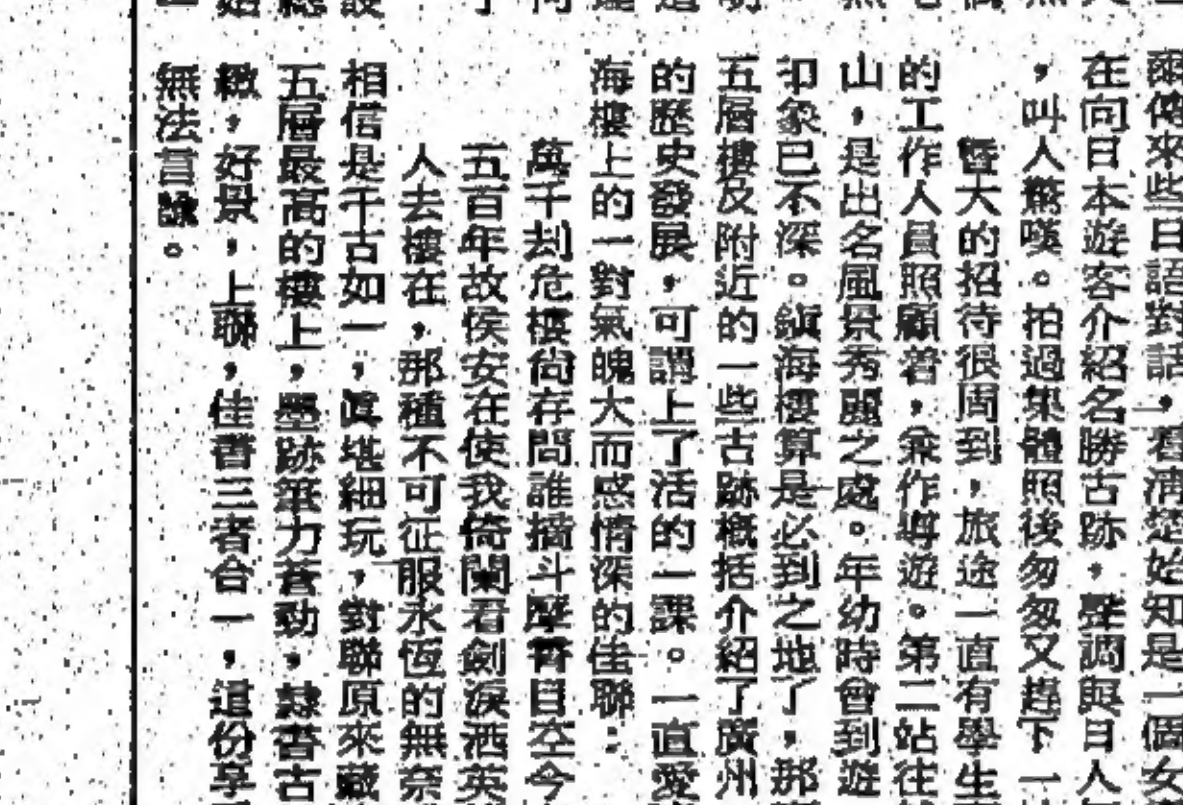 爾傳來些日語對話，看清楚始知是一個女
在向日本遊客介紹名勝古跡，聲調與日人
，叫人驚嘆。拍過集體照後匆匆又趕下一
暨大的招待很周到，旅途一直有學生
的工作人員照顧着，兼作導遊。第二站往
山，是出名風景秀麗之處。年幼時會到遊
印象已不深。鎮海樓算是必到之地了，那
五層樓及附近的一些古跡概括介紹了廣州
的歷史發展，可謂上了活的一課。一直愛
海樓上的一對氣魄大而感情深的佳聯：
萬千刦危樓尙存問誰摘斗摩霄目空今
五百年故侯安在使我倚闌看劍淚洒英
人去樓在，那種不可征服永恆的無奈
相信是千古如一，眞堪細玩，對聯原來藏
五層最高的樓上，墨跡筆力蒼勁，隸書古
緻，好景，上聯，佳書三者合一，這份享
無法言諭。